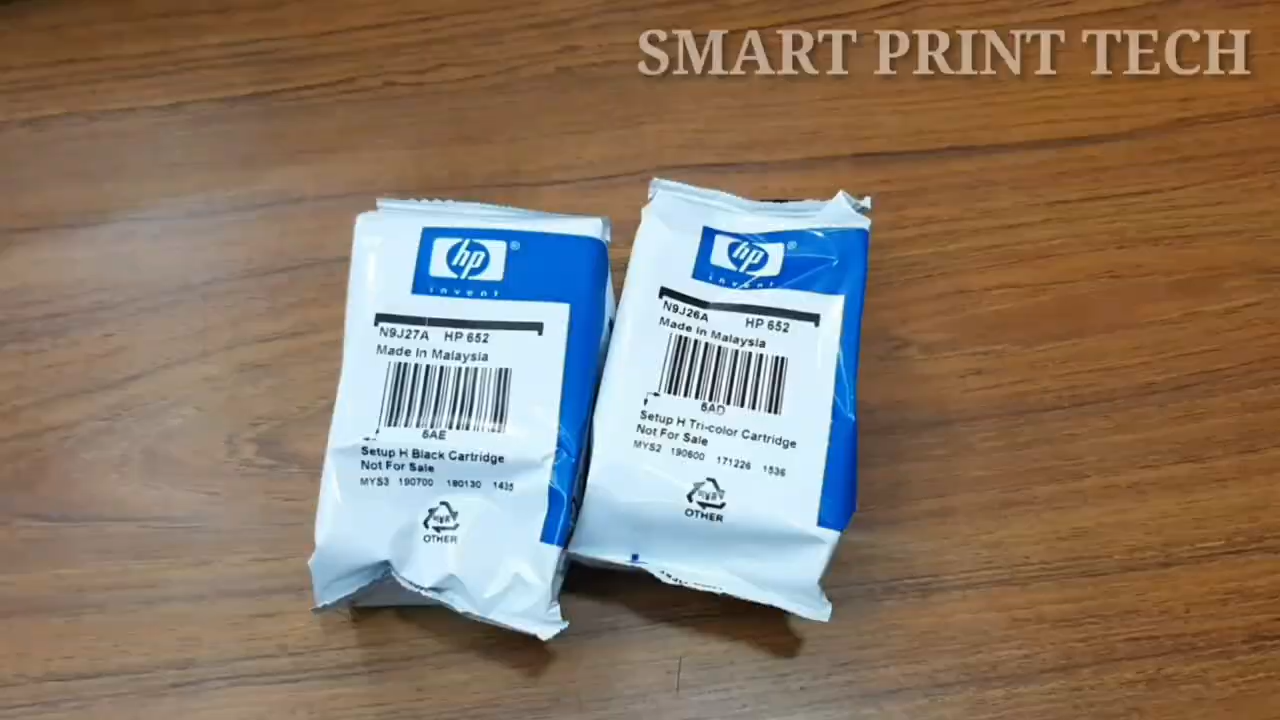 SMART PRINT TECH
hp ®
invent
N9J27A HP 652
Made In Malaysia
6AE
Setup H Black Cartridge
Not For Sale
MYS3 190700 180130 1435
OTHER
hp ®
invent
N9J26A HP 652
Made In Malaysia
6AD
Setup H Tri-color Cartridge
Not For Sale
MYS2 190600 171226 1536
OTHER